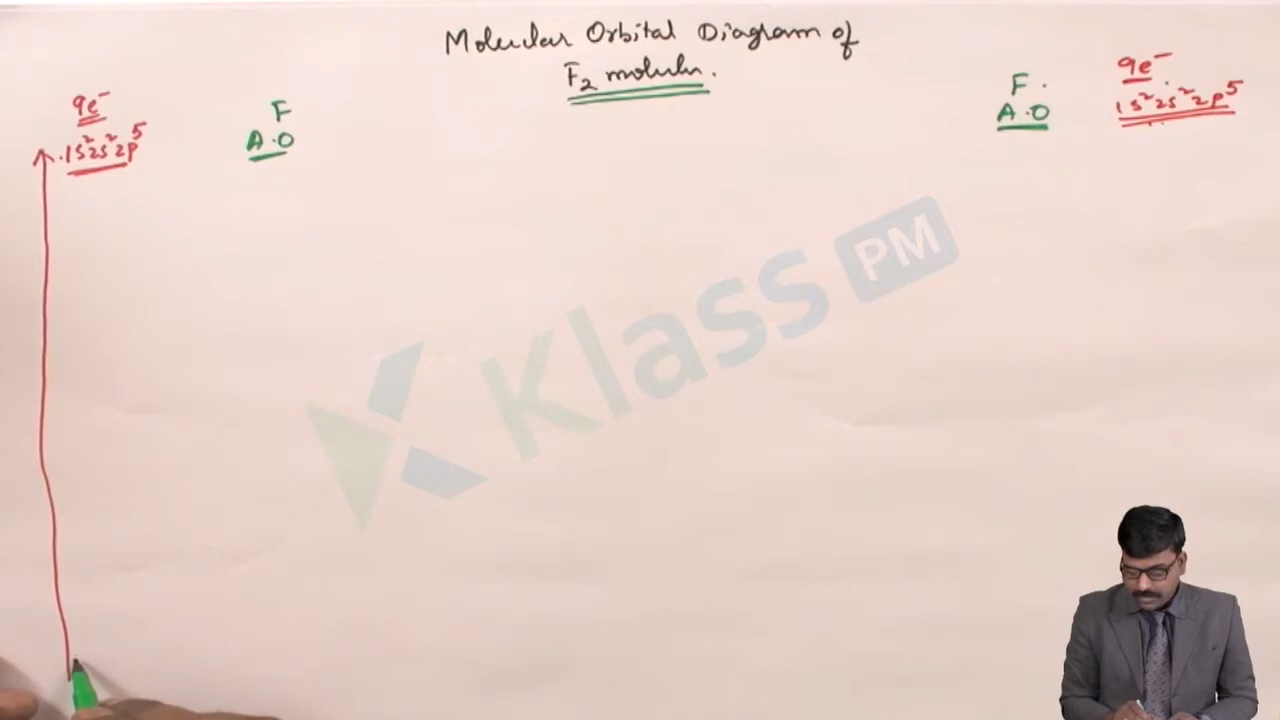 Molecular Orbital Diagram of
F₂ molecule.
9e⁻
1s²2s²2p⁵
F
A.O
F.
A.O
9e⁻
1s²2s²2p⁵
Klass PM